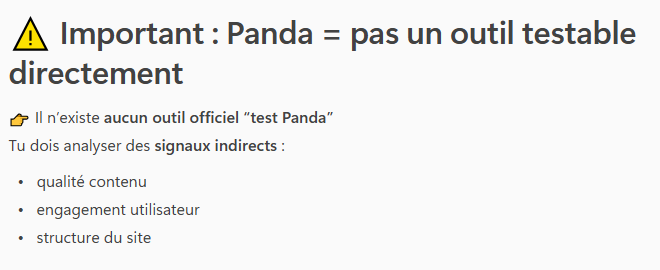 ⚠️ Important : Panda = pas un outil testable
directement
👉 Il n’existe aucun outil officiel “test Panda”
Tu dois analyser des signaux indirects :
• qualité contenu
• engagement utilisateur
• structure du site